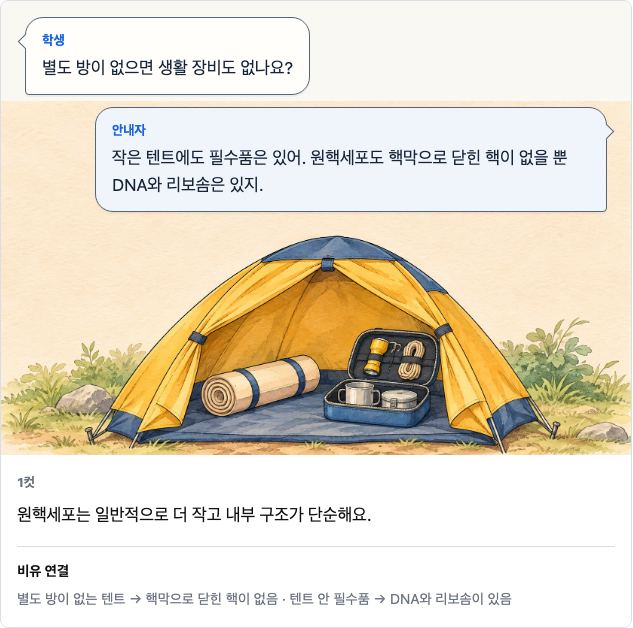 학생
별도 방이 없으면 생활 장비도 없나요?
안내자
작은 텐트에도 필수품은 있어. 원핵세포도 핵막으로 닫힌 핵이 없을 뿐
DNA와 리보솜은 있지.
1컷
원핵세포는 일반적으로 더 작고 내부 구조가 단순해요.
비유 연결
별도 방이 없는 텐트 → 핵막으로 닫힌 핵이 없음 · 텐트 안 필수품 → DNA와 리보솜이 있음